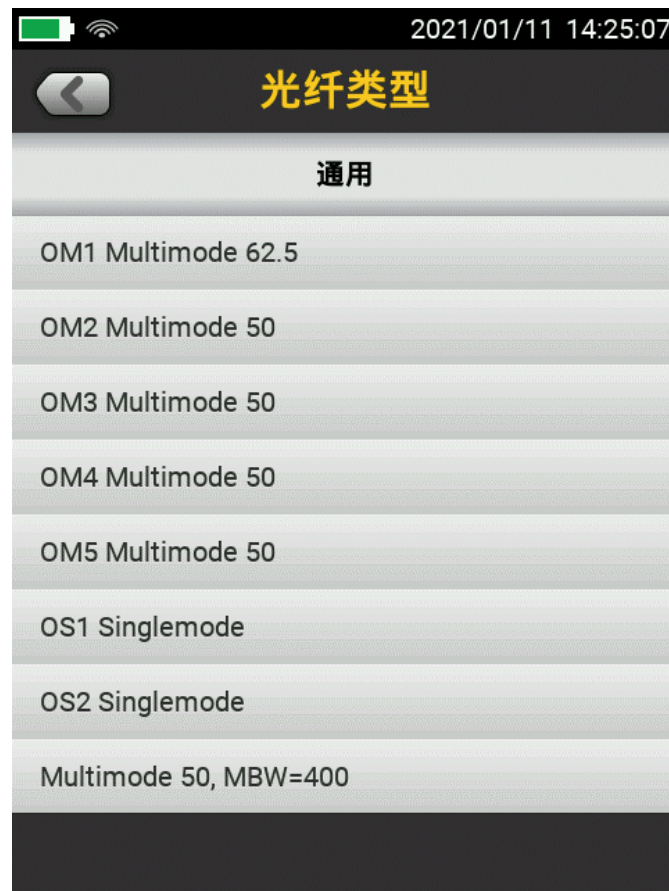 2021/01/11 14:25:07
光纤类型
通用
OM1 Multimode 62.5
OM2 Multimode 50
OM3 Multimode 50
OM4 Multimode 50
OM5 Multimode 50
OS1 Singlemode
OS2 Singlemode
Multimode 50, MBW=400